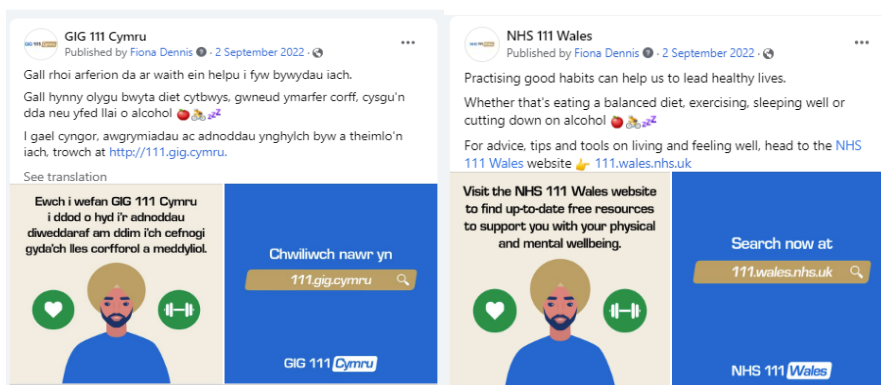 GIG 111 Cymru
Published by Fiona Dennis · 2 September 2022 ·
Gall rhoi arferion da ar waith ein helpu i fyw bywydau iach.
Gall hynny olygu bwyta diet cytbwys, gwneud ymarfer corff, cysgu'n
dda neu yfed llai o alcohol 🍎🚴💤
I gael cyngor, awgrymiadau ac adnoddau ynghylch byw a theimlo'n
iach, trowch at http://111.gig.cymru.
See translation
Ewch i wefan GIG 111 Cymru
i ddod o hyd i'r adnoddau
diweddaraf am ddim i'ch cefnogi
gyda'ch lles corfforol a meddyliol.
Chwiliwch nawr yn
111.gig.cymru
GIG 111 Cymru
NHS 111 Wales
Published by Fiona Dennis · 2 September 2022 ·
Practising good habits can help us to lead healthy lives.
Whether that's eating a balanced diet, exercising, sleeping well or
cutting down on alcohol 🍎🚴💤
For advice, tips and tools on living and feeling well, head to the NHS
111 Wales website 👉 111.wales.nhs.uk
Visit the NHS 111 Wales website
to find up-to-date free resources
to support you with your physical
and mental wellbeing.
Search now at
111.wales.nhs.uk
NHS 111 Wales